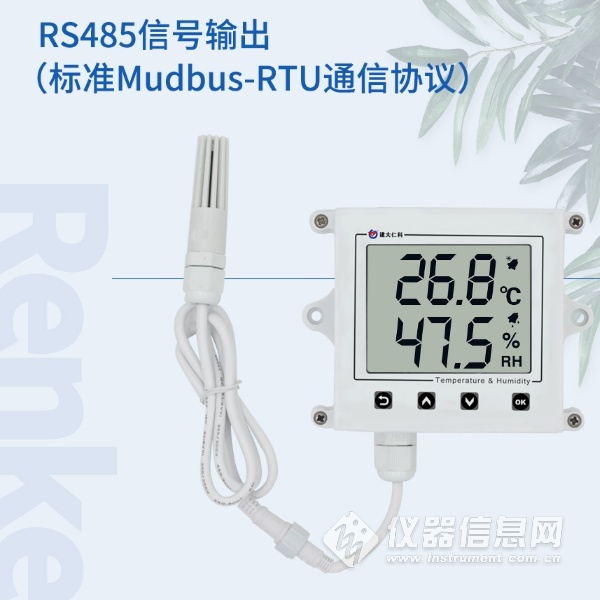 RS485信号输出
（标准Mudbus-RTU通信协议）
Renke
建大仁科
26.8 ℃
47.5 % RH
Temperature & Humidity
OK
仪器信息网
www.instrument.com.cn